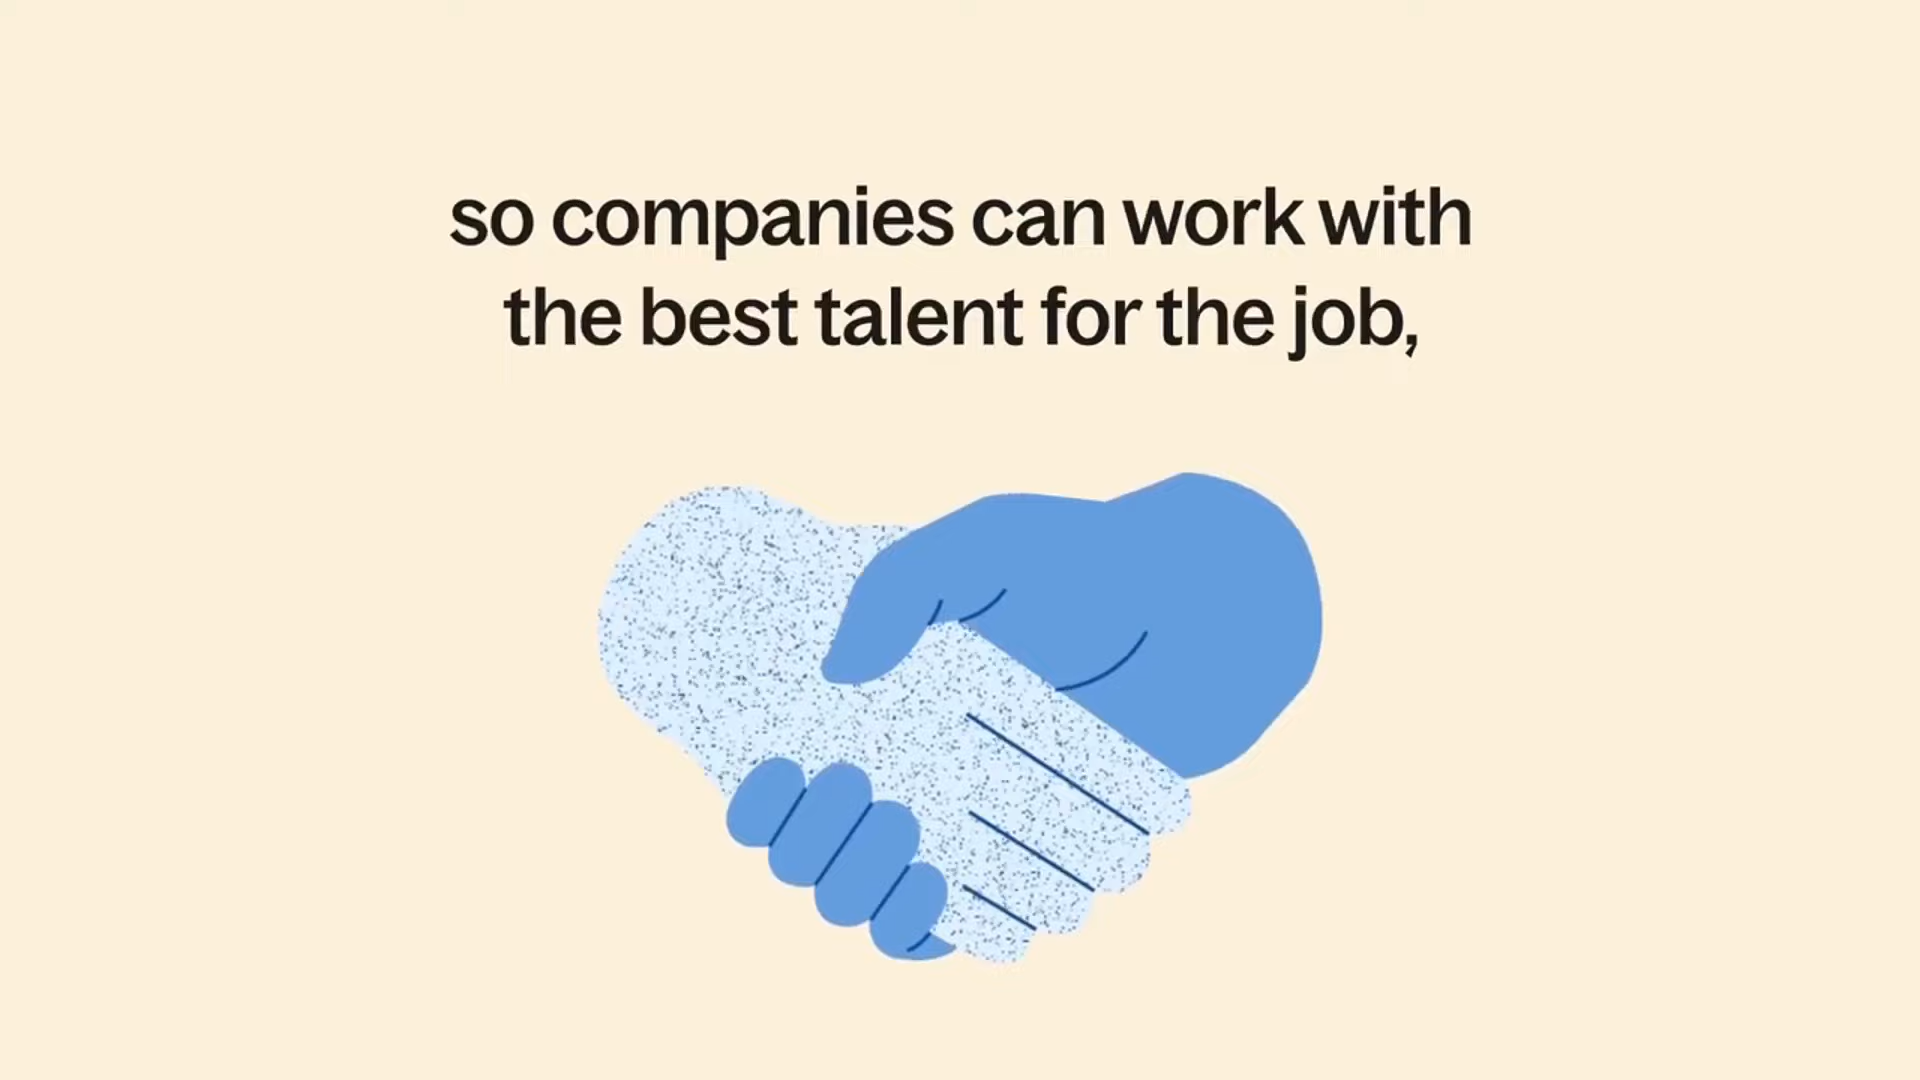 so companies can work with
the best talent for the job,